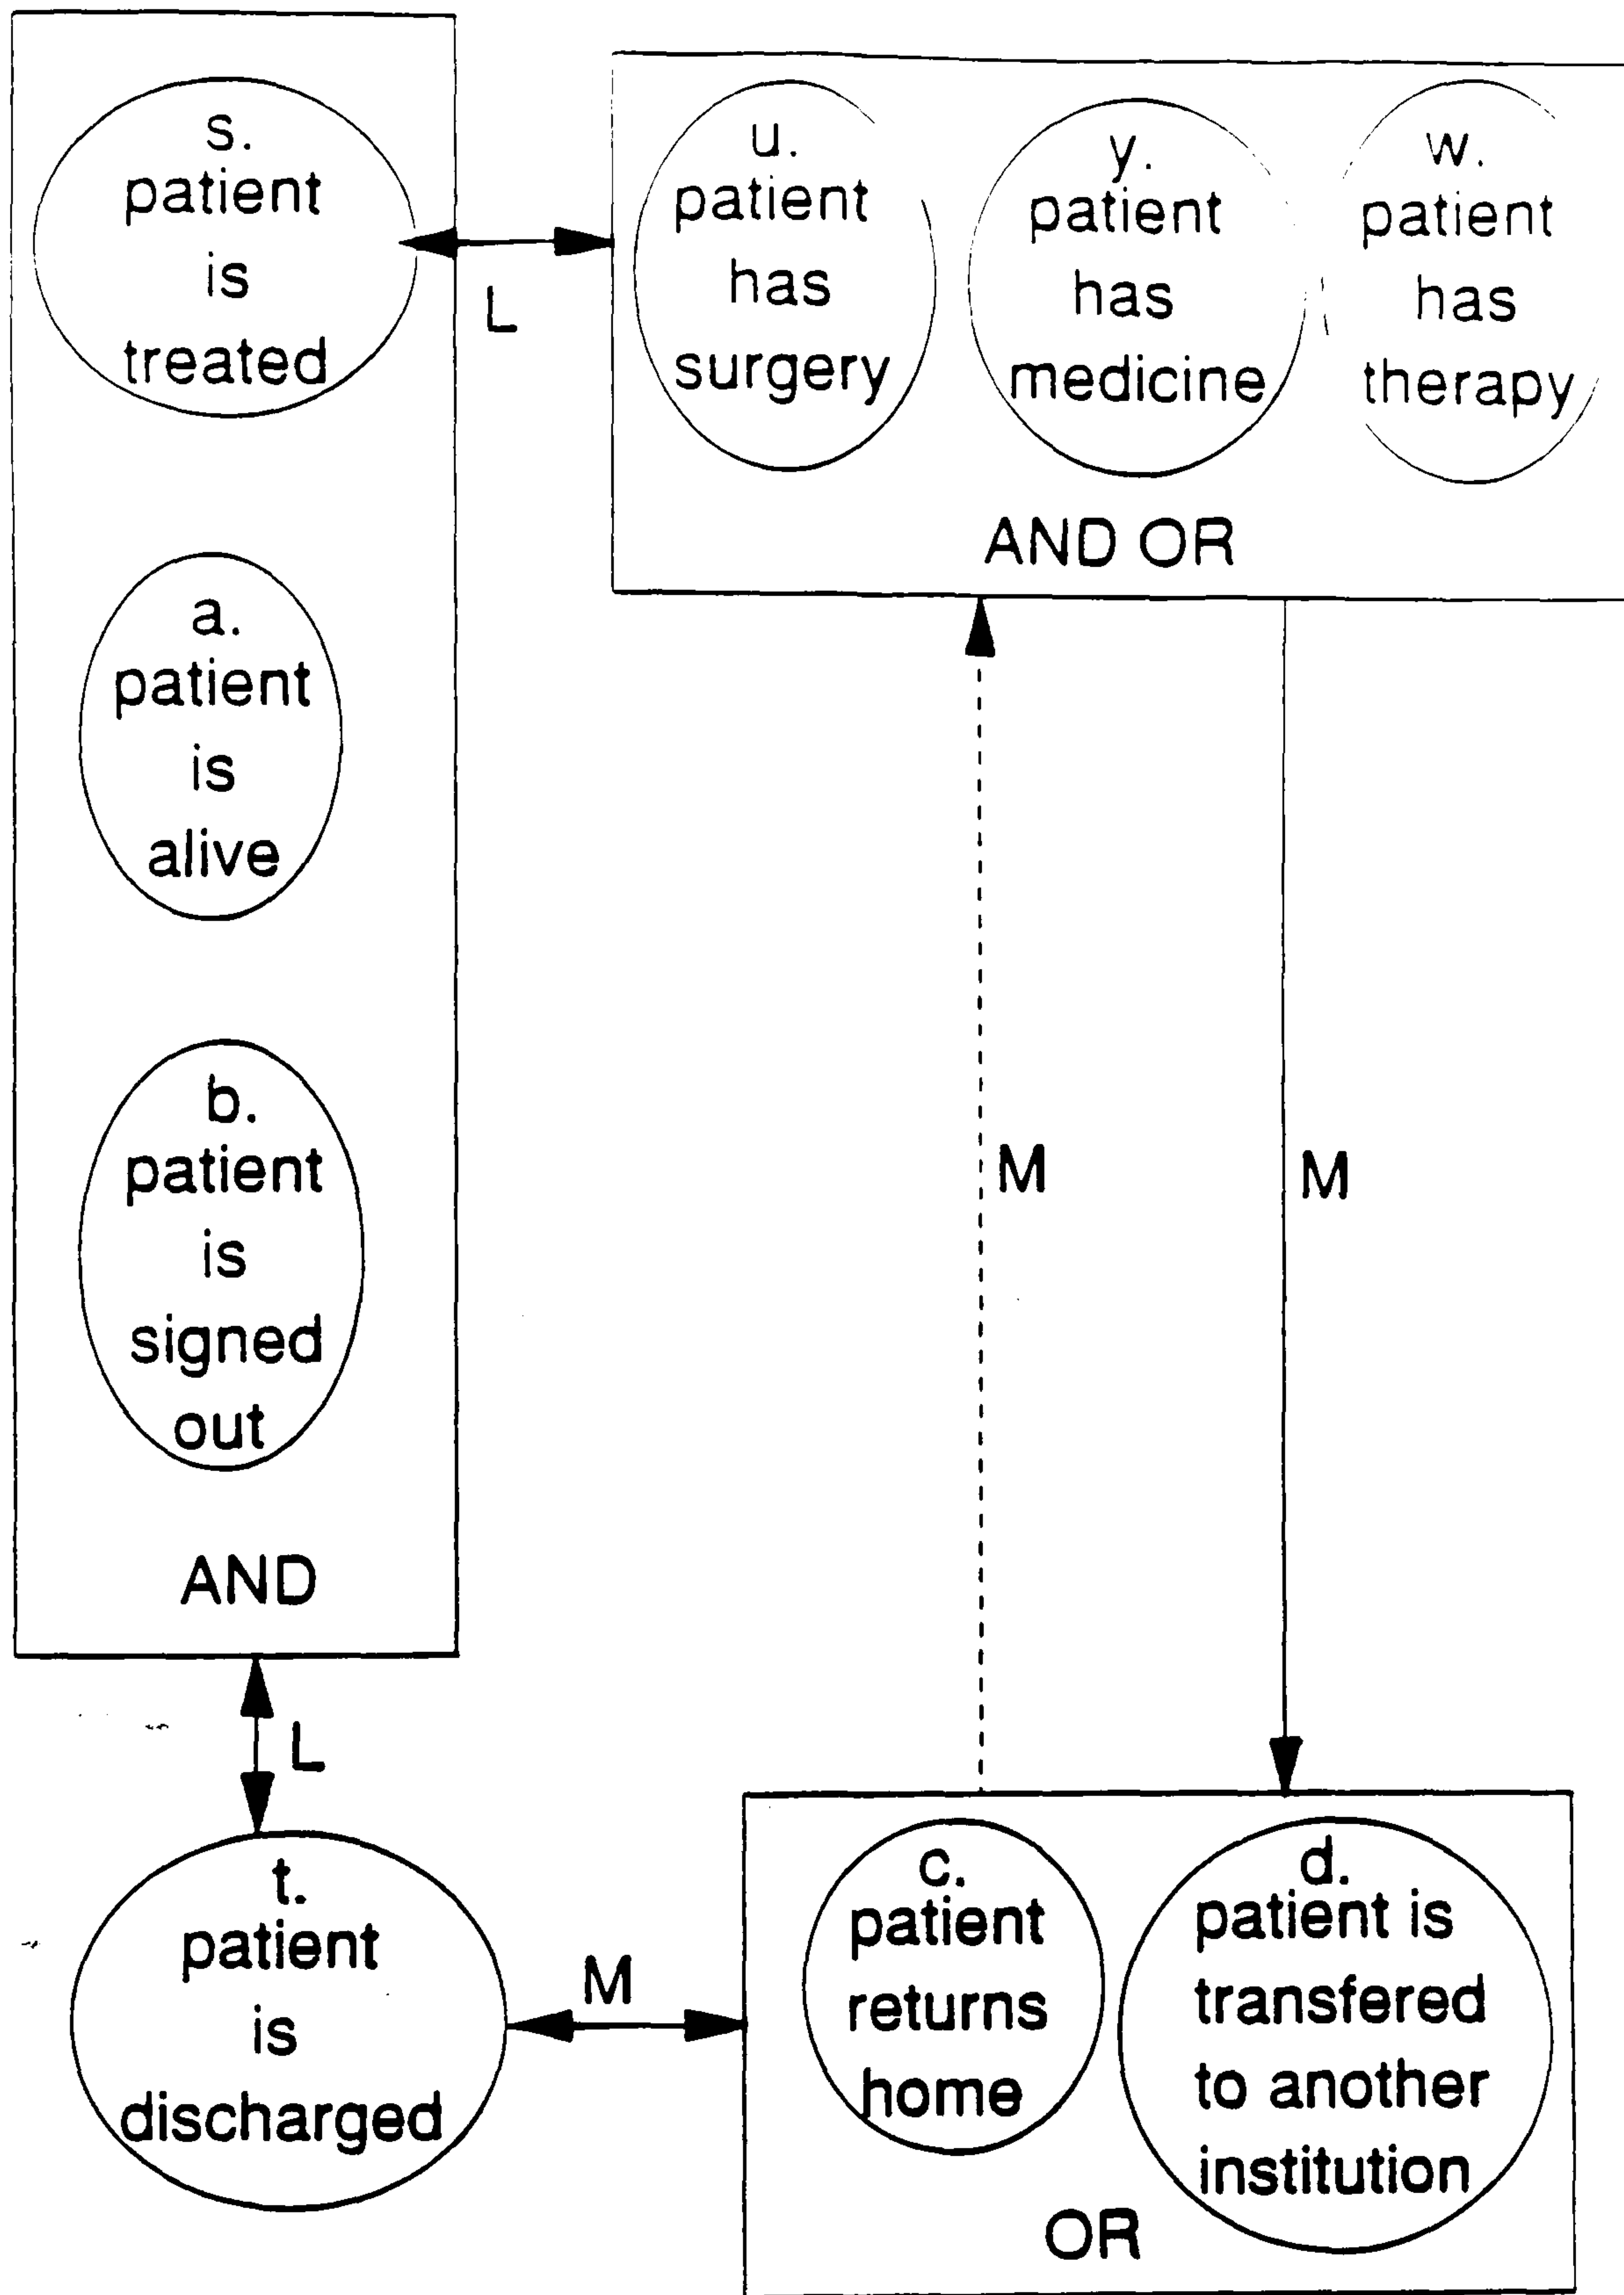 s.
patient
is
treated
L
u.
patient
has
surgery
y.
patient
has
medicine
w.
patient
has
therapy
AND OR
a.
patient
is
alive
b.
patient
is
signed
out
AND
M
M
L
t.
patient
is
discharged
M
c.
patient
returns
home
d.
patient is
transfered
to another
institution
OR